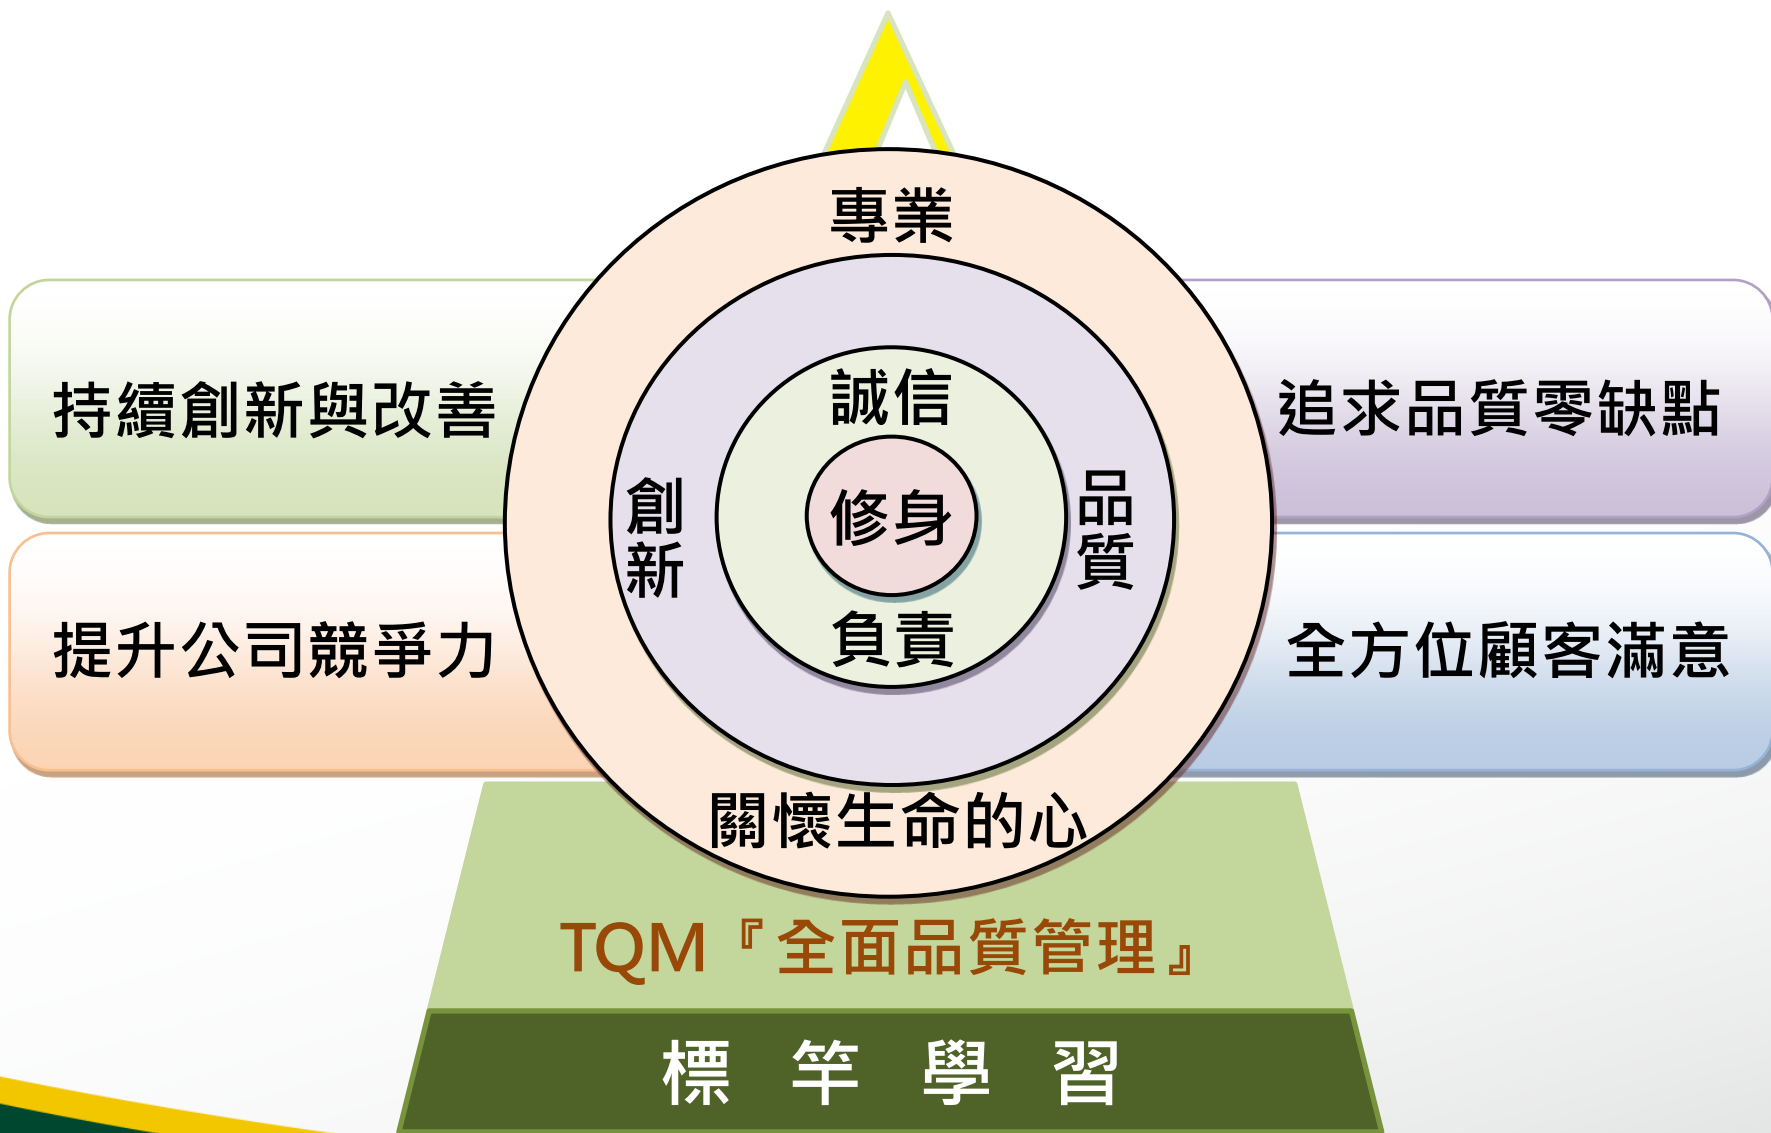 專業
持續創新與改善
追求品質零缺點
誠信
創新
修身
品質
負責
提升公司競爭力
全方位顧客滿意
關懷生命的心
TQM『全面品質管理』
標竿學習